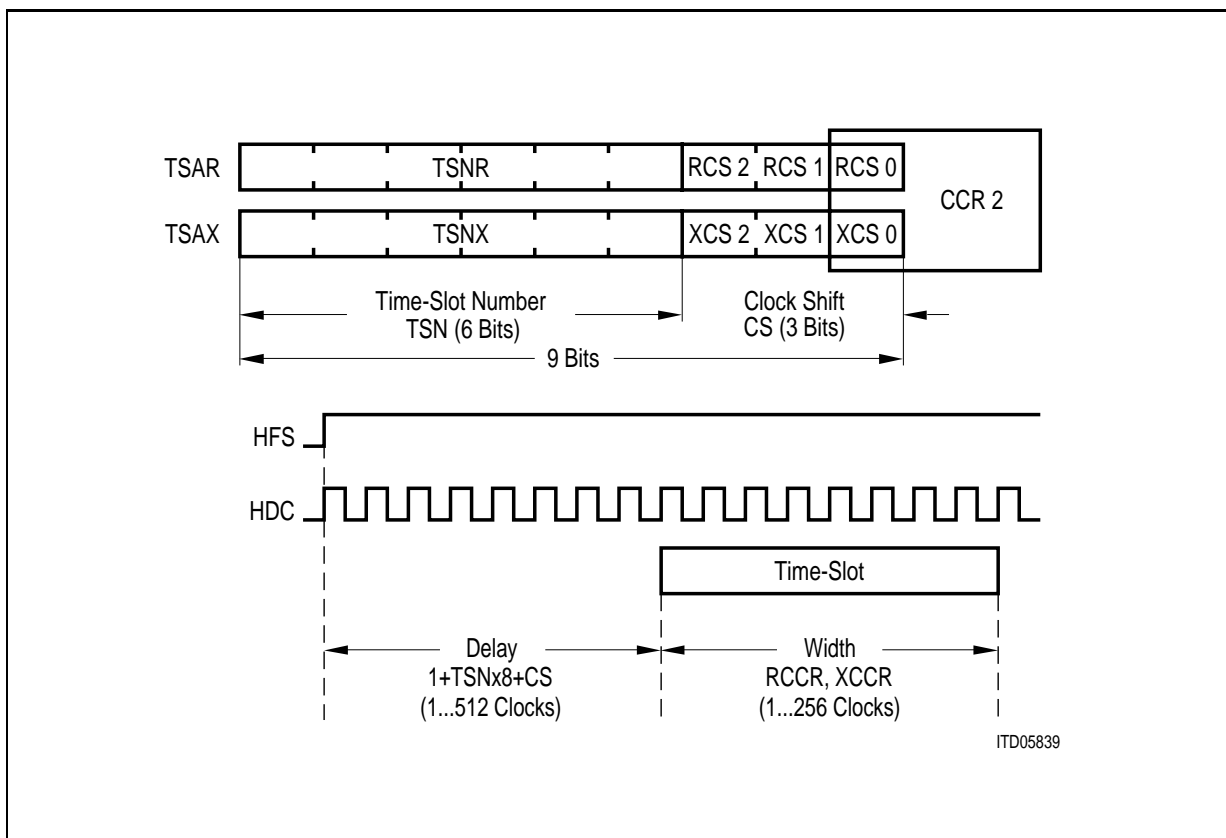 TSAR TSNR RCS 2 RCS 1 RCS 0
CCR 2
TSAX TSNX XCS 2 XCS 1 XCS 0
Time-Slot Number
TSN (6 Bits)
Clock Shift
CS (3 Bits)
9 Bits
HFS
HDC
Time-Slot
Delay
1+TSNx8+CS
(1...512 Clocks)
Width
RCCR, XCCR
(1...256 Clocks)
ITD05839